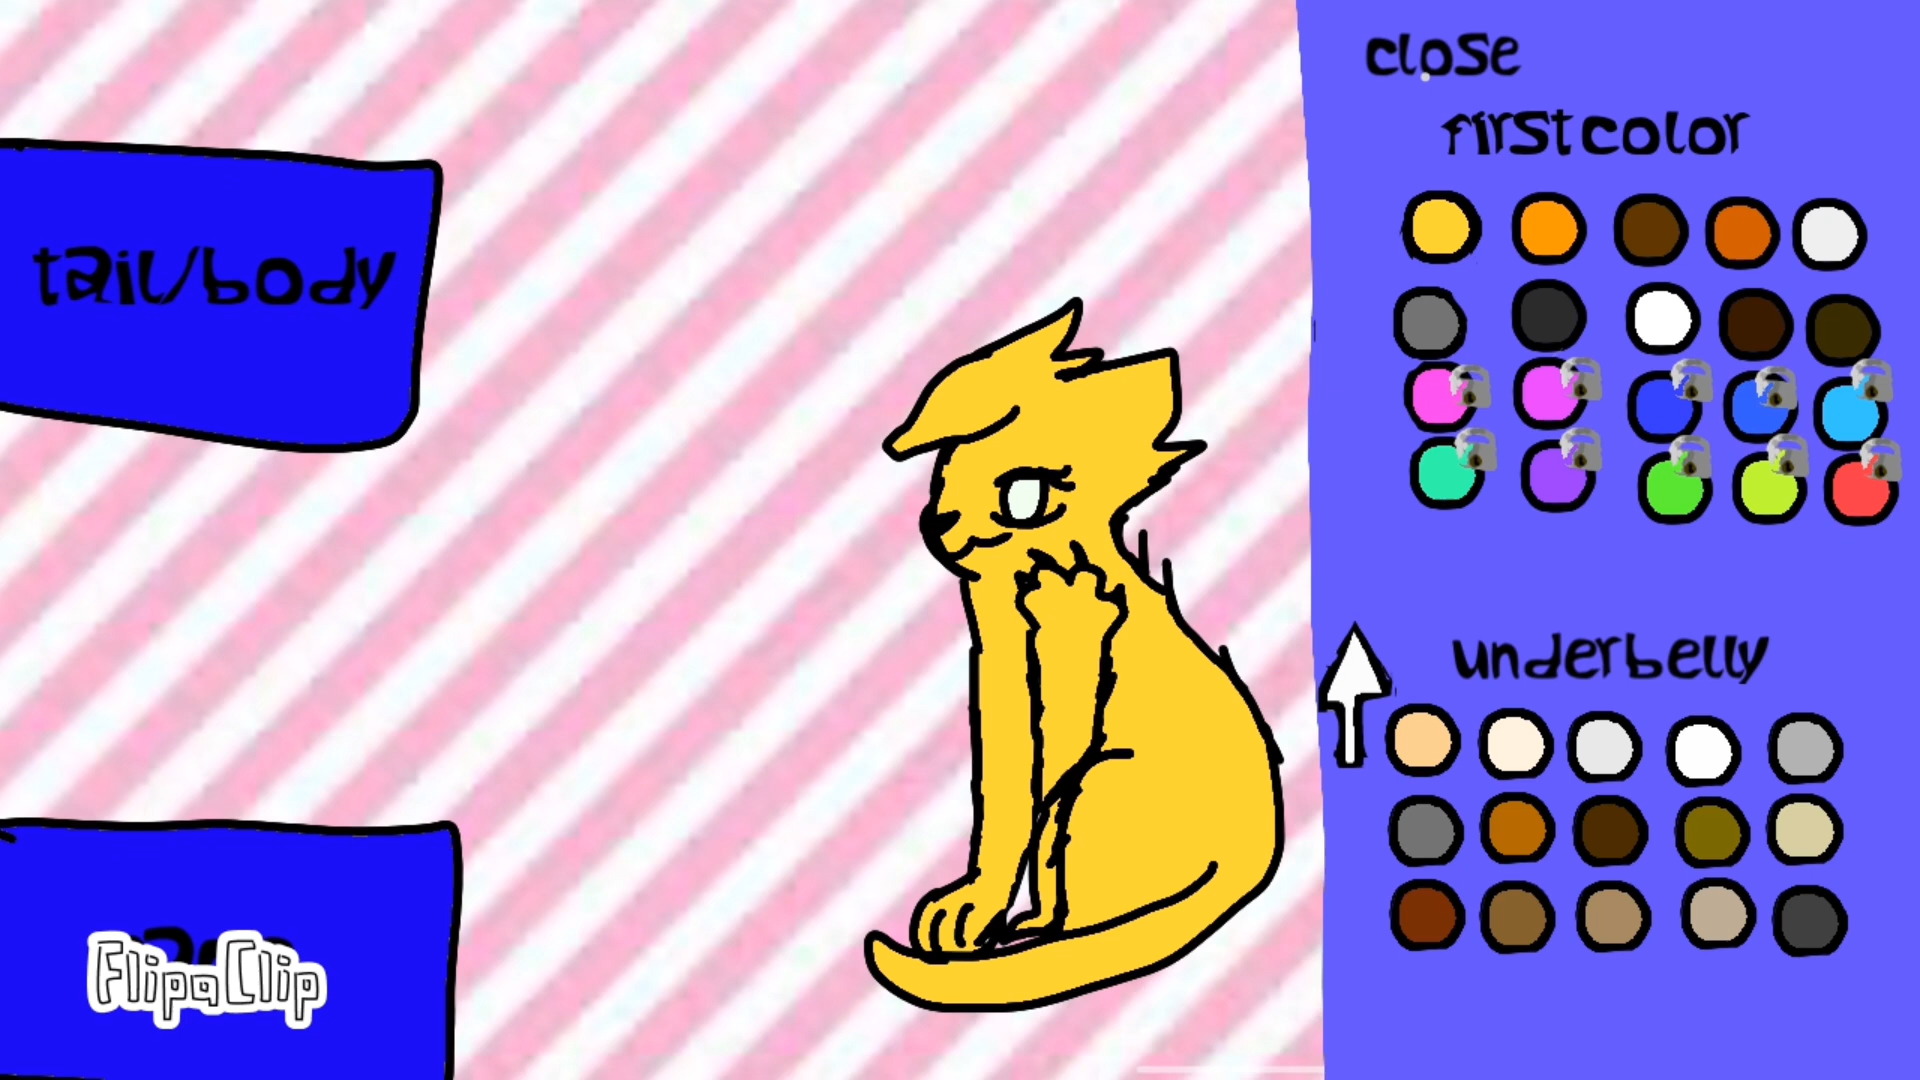 close
first color
tail/body
underbelly
FlipaClip